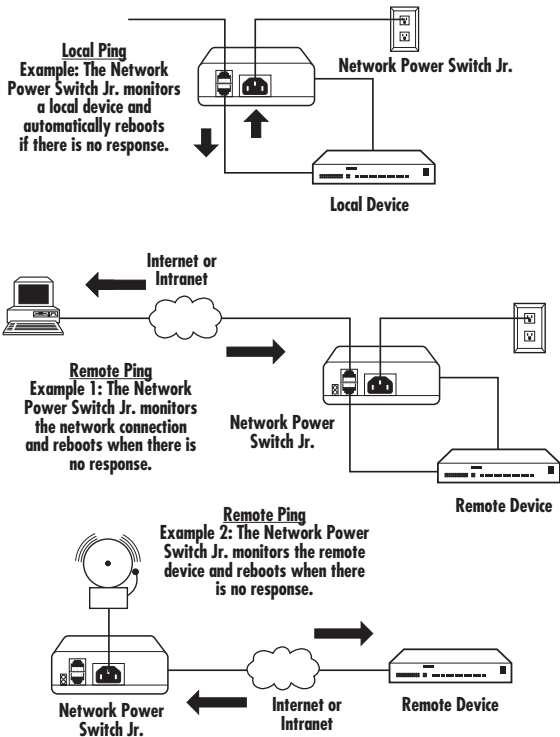 Local Ping
Example: The Network
Power Switch Jr. monitors
a local device and
automatically reboots
if there is no response.
Network Power Switch Jr.
Local Device
Internet or
Intranet
Remote Ping
Example 1: The Network
Power Switch Jr. monitors
the network connection
and reboots when there is
no response.
Network Power
Switch Jr.
Remote Device
Remote Ping
Example 2: The Network Power
Switch Jr. monitors the remote
device and reboots when there
is no response.
Network Power
Switch Jr.
Internet or
Intranet
Remote Device